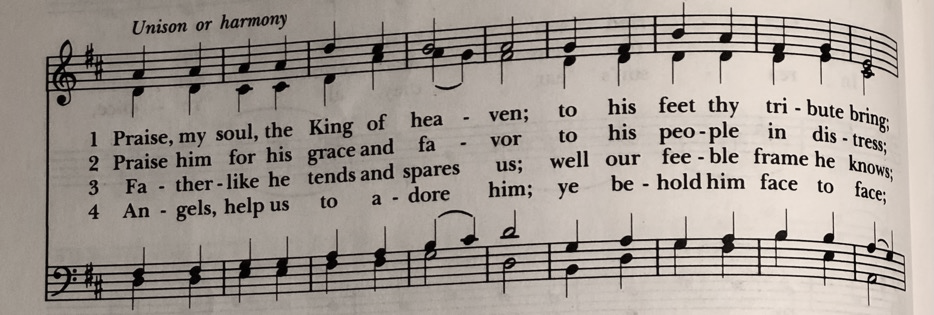 Unison or harmony
1 Praise, my soul, the King of hea - ven; to his feet thy tri - bute bring;
2 Praise him for his grace and fa - vor to his peo - ple in dis - tress;
3 Fa - ther-like he tends and spares us; well our fee - ble frame he knows;
4 An - gels, help us to a - dore him; ye be - hold him face to face;